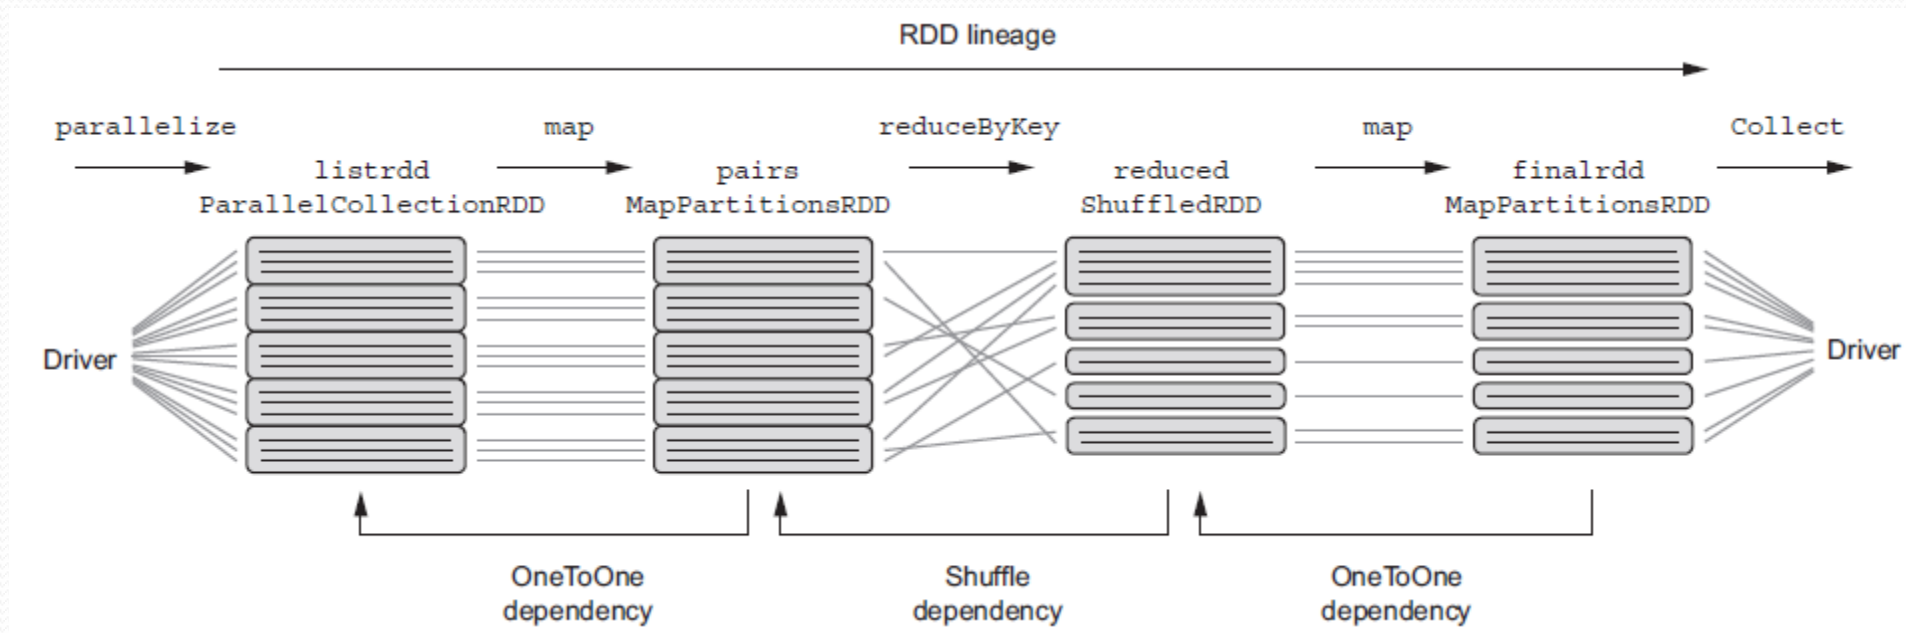 RDD lineage
parallelize
map
reduceByKey
map
Collect
listrdd
ParallelCollectionRDD
pairs
MapPartitionsRDD
reduced
ShuffledRDD
finalrdd
MapPartitionsRDD
Driver
Driver
OneToOne
dependency
Shuffle
dependency
OneToOne
dependency